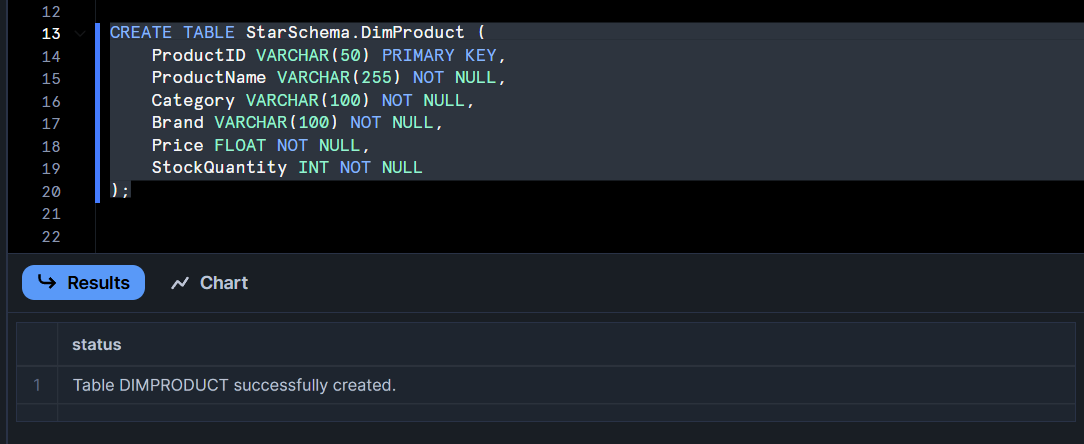 12
13 CREATE TABLE StarSchema.DimProduct (
14 ProductID VARCHAR(50) PRIMARY KEY,
15 ProductName VARCHAR(255) NOT NULL,
16 Category VARCHAR(100) NOT NULL,
17 Brand VARCHAR(100) NOT NULL,
18 Price FLOAT NOT NULL,
19 StockQuantity INT NOT NULL
20 );
21
22
Results Chart
status
1 Table DIMPRODUCT successfully created.